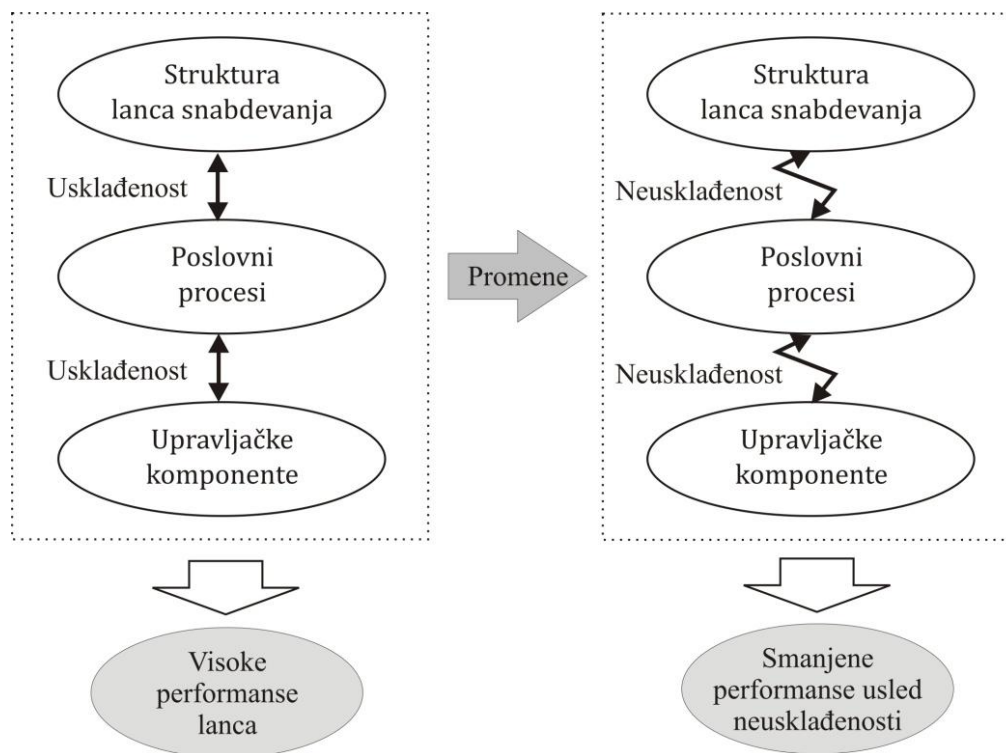 Struktura
lanca snabdevanja
Usklađenost
Poslovni
procesi
Usklađenost
Upravljačke
komponente
Visoke
performanse
lanca
Promene
Struktura
lanca snabdevanja
Neusklađenost
Poslovni
procesi
Neusklađenost
Upravljačke
komponente
Smanjene
performanse usled
neusklađenosti